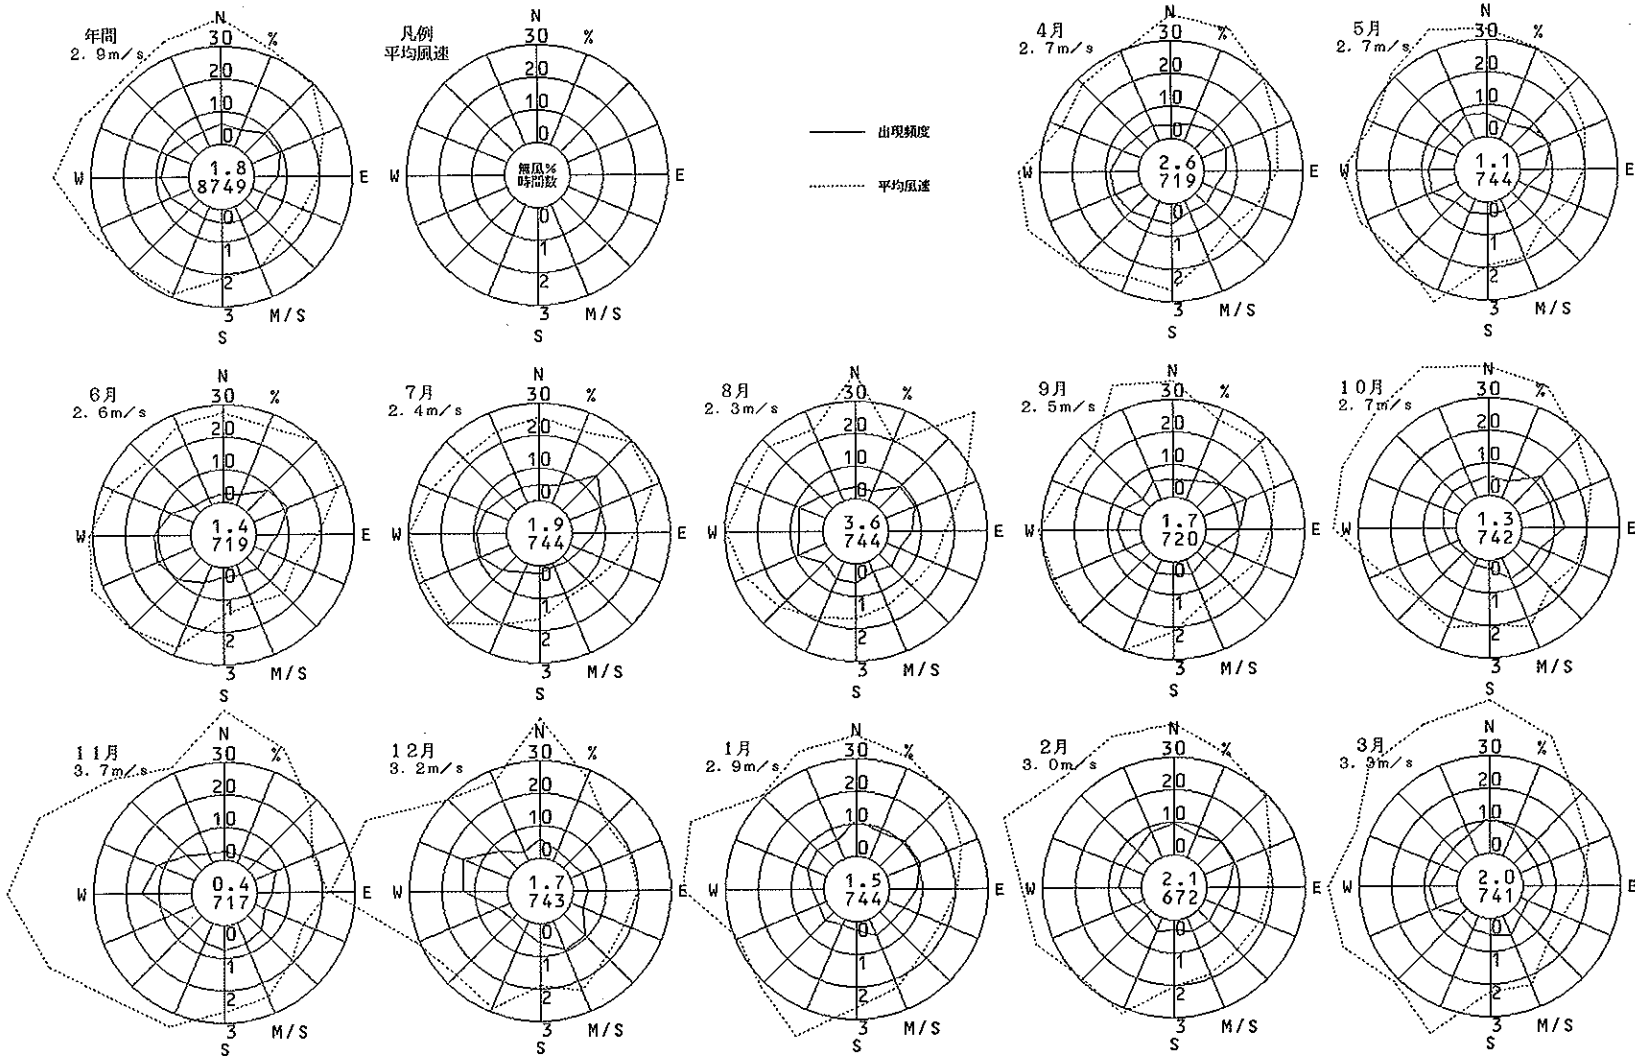 年間
2.9m/s
N
30 %
20
10
0
W
1.8
8749
E
0
1
2
3 M/S
S
凡例
平均風速
N
30 %
20
10
0
W
無風%
時間数
E
0
1
2
3 M/S
S
出現頻度
平均風速
4月
2.7m/s
N
30 %
20
10
0
W
2.6
719
E
0
1
2
3 M/S
S
5月
2.7m/s
N
30 %
20
10
0
W
1.1
744
E
0
1
2
3 M/S
S
6月
2.6m/s
N
30 %
20
10
0
W
1.4
719
E
0
1
2
3 M/S
S
7月
2.4m/s
N
30 %
20
10
0
W
1.9
744
E
0
1
2
3 M/S
S
8月
2.3m/s
N
30 %
20
10
0
W
3.6
744
E
0
1
2
3 M/S
S
9月
2.5m/s
N
30 %
20
10
0
W
1.7
720
E
0
1
2
3 M/S
S
10月
2.7m/s
N
30 %
20
10
0
W
1.3
742
E
0
1
2
3 M/S
S
11月
3.7m/s
N
30 %
20
10
0
W
0.4
717
E
0
1
2
3 M/S
S
12月
3.2m/s
N
30 %
20
10
0
W
1.7
743
E
0
1
2
3 M/S
S
1月
2.9m/s
N
30 %
20
10
0
W
1.5
744
E
0
1
2
3 M/S
S
2月
3.0m/s
N
30 %
20
10
0
W
2.1
672
E
0
1
2
3 M/S
S
3月
3.3m/s
N
30 %
20
10
0
W
2.0
741
E
0
1
2
3 M/S
S